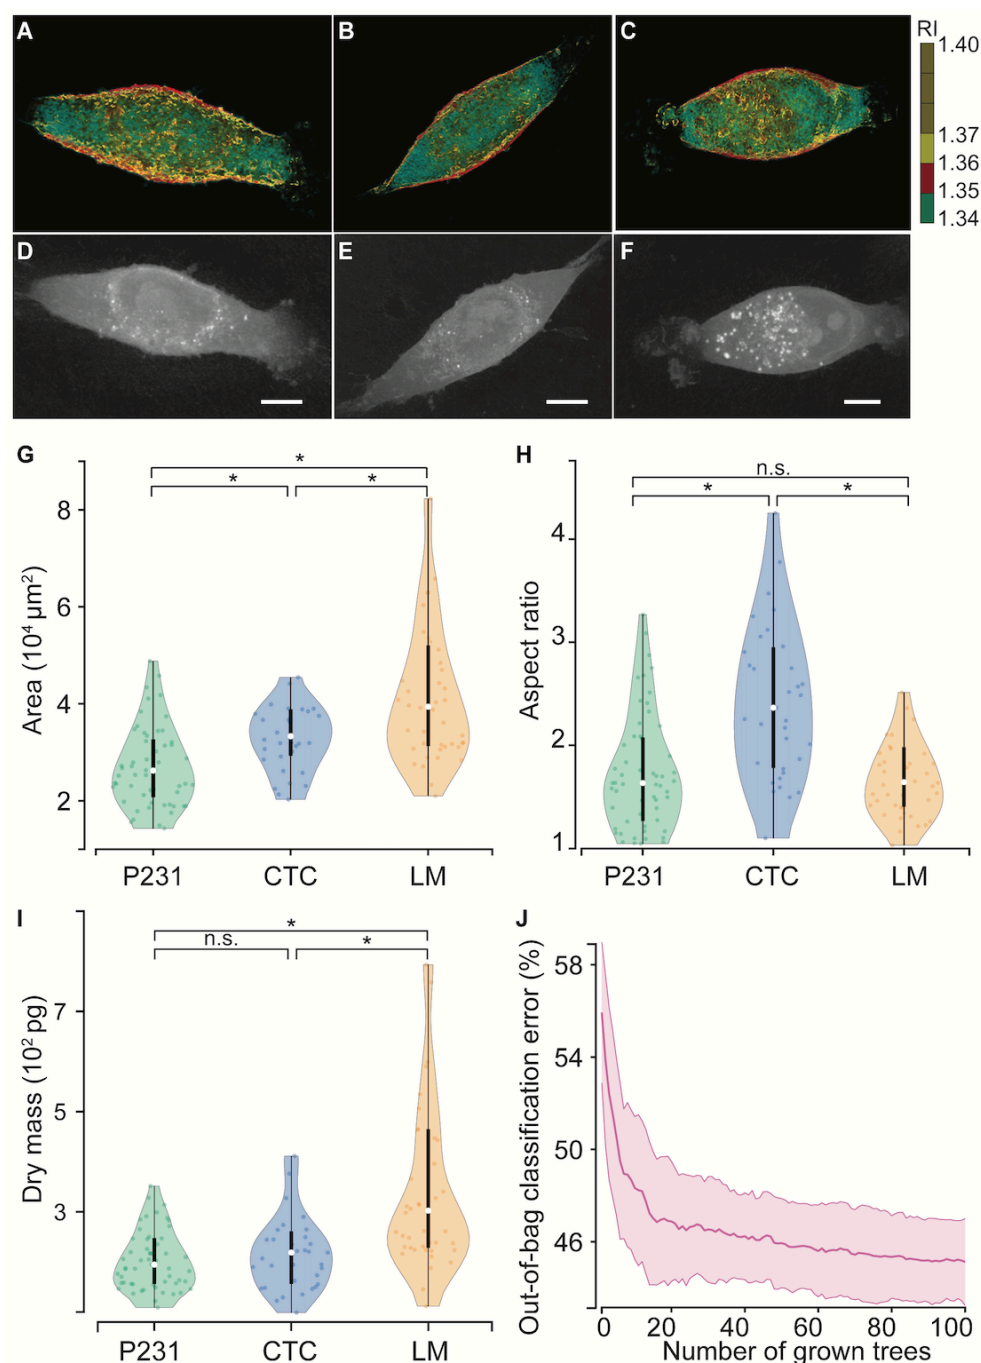 A
B
C
RI
1.40
1.37
1.36
1.35
1.34
D
E
F
G
Area (10⁴ µm²)
8
6
4
2
*
*
*
P231
CTC
LM
H
Aspect ratio
4
3
2
1
n.s.
*
*
P231
CTC
LM
I
Dry mass (10² pg)
7
5
3
*
n.s.
*
P231
CTC
LM
J
Out-of-bag classification error (%)
58
54
50
46
0 20 40 60 80 100
Number of grown trees